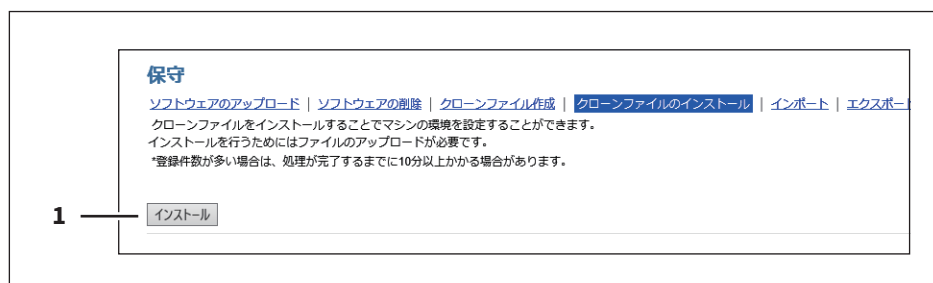 保守
ソフトウェアのアップロード | ソフトウェアの削除 | クローンファイル作成 | クローンファイルのインストール | インポート | エクスポート
クローンファイルをインストールすることでマシンの環境を設定することができます。
インストールを行うためにはファイルのアップロードが必要です。
*登録件数が多い場合は、処理が完了するまでに10分以上かかる場合があります。
1 インストール